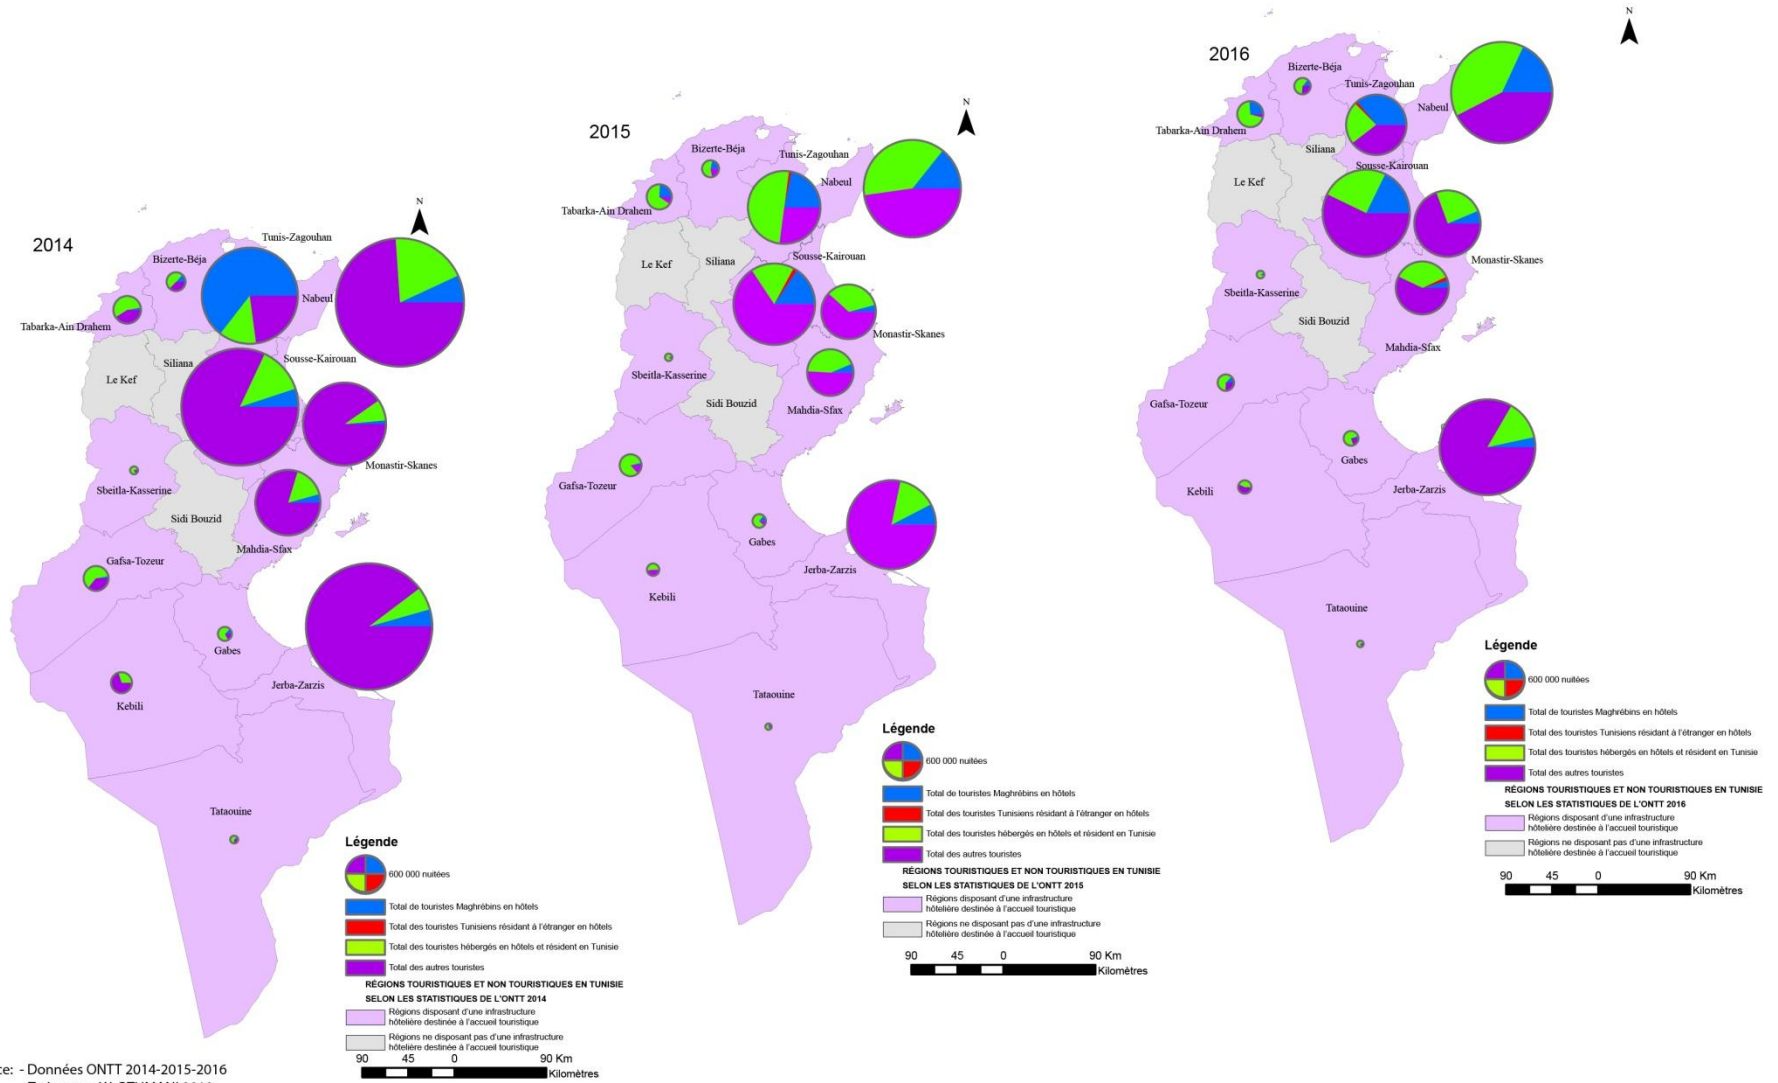 2014
N
Tunis-Zagouhan
Bizerte-Béja
Nabeul
Tabarka-Ain Drahem
Siliana
Sousse-Kairouan
Le Kef
Monastir-Skanes
Sbeitla-Kasserine
Sidi Bouzid
Mahdia-Sfax
Gafsa-Tozeur
Gabes
Jerba-Zarzis
Kebili
Tataouine
Légende
600 000 nuitées
Total de touristes Maghrébins en hôtels
Total des touristes Tunisiens résidant à l'étranger en hôtels
Total des touristes hébergés en hôtels et résident en Tunisie
Total des autres touristes
RÉGIONS TOURISTIQUES ET NON TOURISTIQUES EN TUNISIE
SELON LES STATISTIQUES DE L'ONTT 2014
Régions disposant d'une infrastructure
hôtelière destinée à l'accueil touristique
Régions ne disposant pas d'une infrastructure
hôtelière destinée à l'accueil touristique
90 45 0 90 Km
Kilomètres
2015
N
Bizerte-Béja
Tunis-Zagouhan
Nabeul
Tabarka-Ain Drahem
Sousse-Kairouan
Siliana
Le Kef
Monastir-Skanes
Sbeitla-Kasserine
Sidi Bouzid
Mahdia-Sfax
Gafsa-Tozeur
Gabes
Jerba-Zarzis
Kebili
Tataouine
Légende
600 000 nuitées
Total de touristes Maghrébins en hôtels
Total des touristes Tunisiens résidant à l'étranger en hôtels
Total des touristes hébergés en hôtels et résident en Tunisie
Total des autres touristes
RÉGIONS TOURISTIQUES ET NON TOURISTIQUES EN TUNISIE
SELON LES STATISTIQUES DE L'ONTT 2015
Régions disposant d'une infrastructure
hôtelière destinée à l'accueil touristique
Régions ne disposant pas d'une infrastructure
hôtelière destinée à l'accueil touristique
90 45 0 90 Km
Kilomètres
2016
N
Bizerte-Béja
Tunis-Zagouhan
Nabeul
Tabarka-Ain Drahem
Siliana
Sousse-Kairouan
Le Kef
Monastir-Skanes
Sbeitla-Kasserine
Sidi Bouzid
Mahdia-Sfax
Gafsa-Tozeur
Gabes
Kebili
Jerba-Zarzis
Tataouine
Légende
600 000 nuitées
Total de touristes Maghrébins en hôtels
Total des touristes Tunisiens résidant à l'étranger en hôtels
Total des touristes hébergés en hôtels et résident en Tunisie
Total des autres touristes
RÉGIONS TOURISTIQUES ET NON TOURISTIQUES EN TUNISIE
SELON LES STATISTIQUES DE L'ONTT 2016
Régions disposant d'une infrastructure
hôtelière destinée à l'accueil touristique
Régions ne disposant pas d'une infrastructure
hôtelière destinée à l'accueil touristique
90 45 0 90 Km
Kilomètres
ce: - Données ONTT 2014-2015-2016